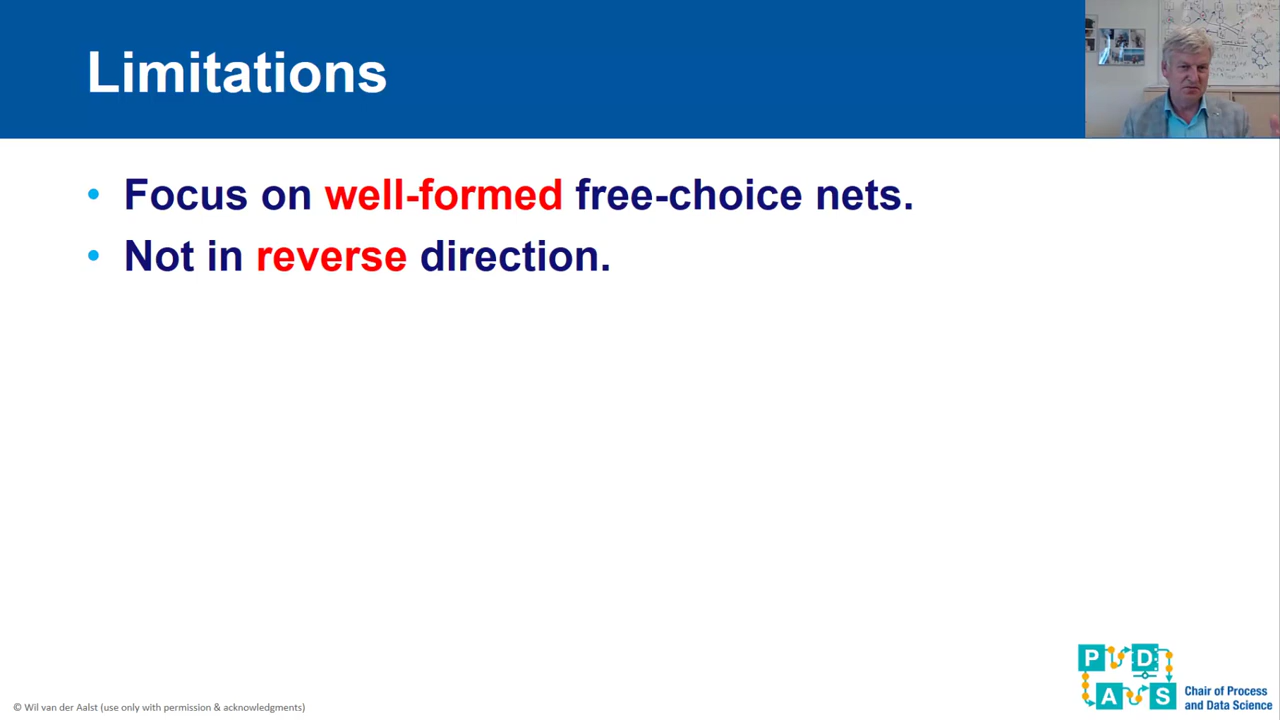 Limitations
• Focus on well-formed free-choice nets.
• Not in reverse direction.
P D
A S
Chair of Process
and Data Science
© Wil van der Aalst (use only with permission & acknowledgments)